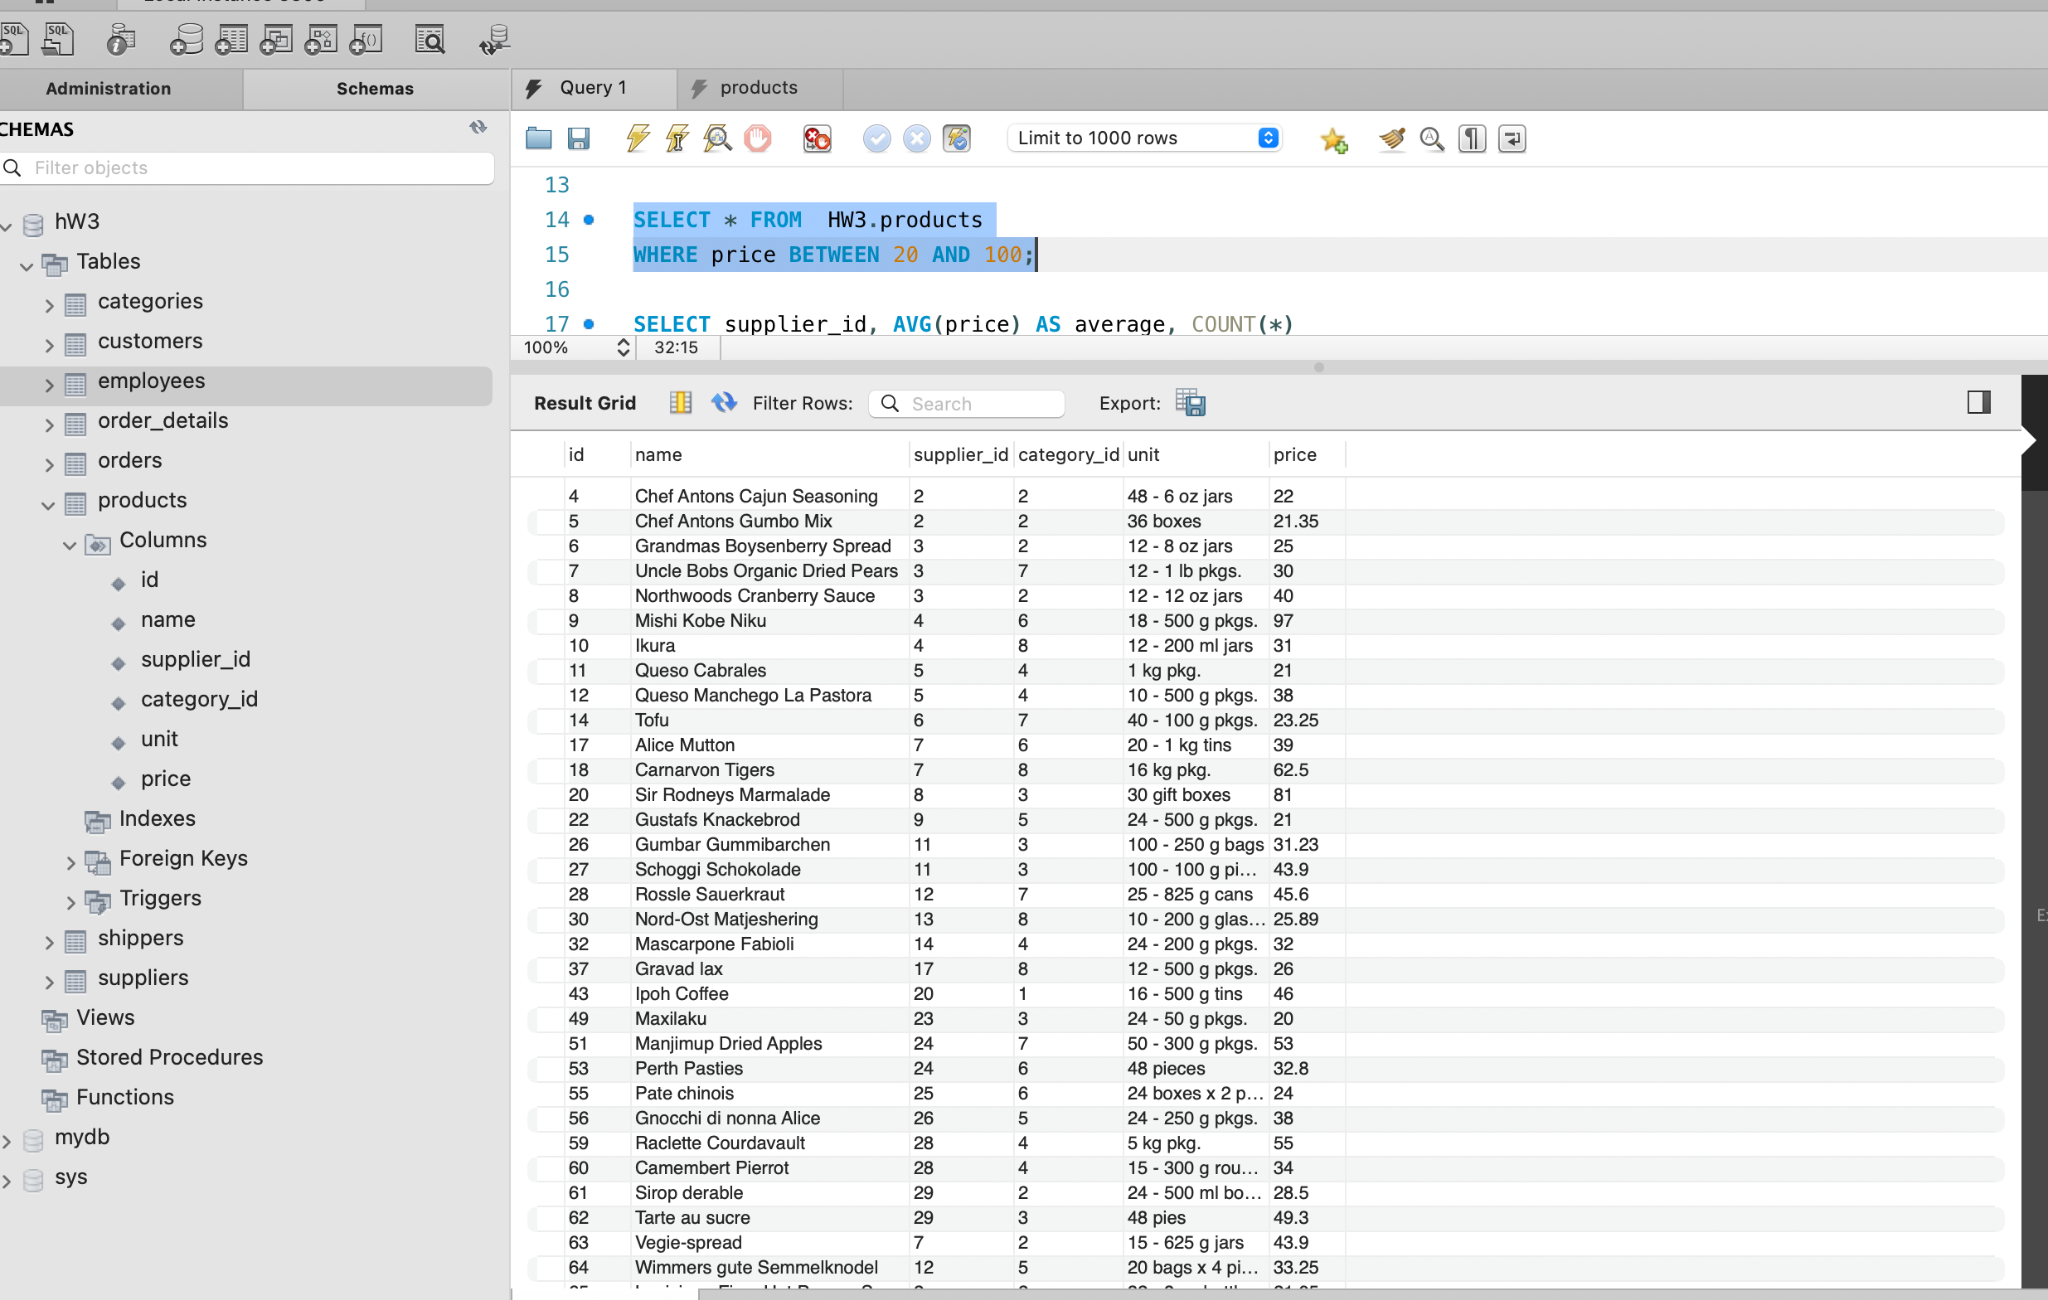 SQL
SQL
Administration
Schemas
Query 1
products
CHEMAS
Filter objects
Limit to 1000 rows
hW3
Tables
categories
customers
employees
order_details
orders
products
Columns
id
name
supplier_id
category_id
unit
price
Indexes
Foreign Keys
Triggers
shippers
suppliers
Views
Stored Procedures
Functions
mydb
sys
13
14 SELECT * FROM HW3.products
15 WHERE price BETWEEN 20 AND 100;
16
17 SELECT supplier_id, AVG(price) AS average, COUNT(*)
100% 32:15
Result Grid Filter Rows: Search Export:
id name supplier_id category_id unit price
4 Chef Antons Cajun Seasoning 2 2 48 - 6 oz jars 22
5 Chef Antons Gumbo Mix 2 2 36 boxes 21.35
6 Grandmas Boysenberry Spread 3 2 12 - 8 oz jars 25
7 Uncle Bobs Organic Dried Pears 3 7 12 - 1 lb pkgs. 30
8 Northwoods Cranberry Sauce 3 2 12 - 12 oz jars 40
9 Mishi Kobe Niku 4 6 18 - 500 g pkgs. 97
10 Ikura 4 8 12 - 200 ml jars 31
11 Queso Cabrales 5 4 1 kg pkg. 21
12 Queso Manchego La Pastora 5 4 10 - 500 g pkgs. 38
14 Tofu 6 7 40 - 100 g pkgs. 23.25
17 Alice Mutton 7 6 20 - 1 kg tins 39
18 Carnarvon Tigers 7 8 16 kg pkg. 62.5
20 Sir Rodneys Marmalade 8 3 30 gift boxes 81
22 Gustafs Knackebrod 9 5 24 - 500 g pkgs. 21
26 Gumbar Gummibarchen 11 3 100 - 250 g bags 31.23
27 Schoggi Schokolade 11 3 100 - 100 g pi... 43.9
28 Rossle Sauerkraut 12 7 25 - 825 g cans 45.6
30 Nord-Ost Matjeshering 13 8 10 - 200 g glas... 25.89
32 Mascarpone Fabioli 14 4 24 - 200 g pkgs. 32
37 Gravad lax 17 8 12 - 500 g pkgs. 26
43 Ipoh Coffee 20 1 16 - 500 g tins 46
49 Maxilaku 23 3 24 - 50 g pkgs. 20
51 Manjimup Dried Apples 24 7 50 - 300 g pkgs. 53
53 Perth Pasties 24 6 48 pieces 32.8
55 Pate chinois 25 6 24 boxes x 2 p... 24
56 Gnocchi di nonna Alice 26 5 24 - 250 g pkgs. 38
59 Raclette Courdavault 28 4 5 kg pkg. 55
60 Camembert Pierrot 28 4 15 - 300 g rou... 34
61 Sirop derable 29 2 24 - 500 ml bo... 28.5
62 Tarte au sucre 29 3 48 pies 49.3
63 Vegie-spread 7 2 15 - 625 g jars 43.9
64 Wimmers gute Semmelknodel 12 5 20 bags x 4 pi... 33.25